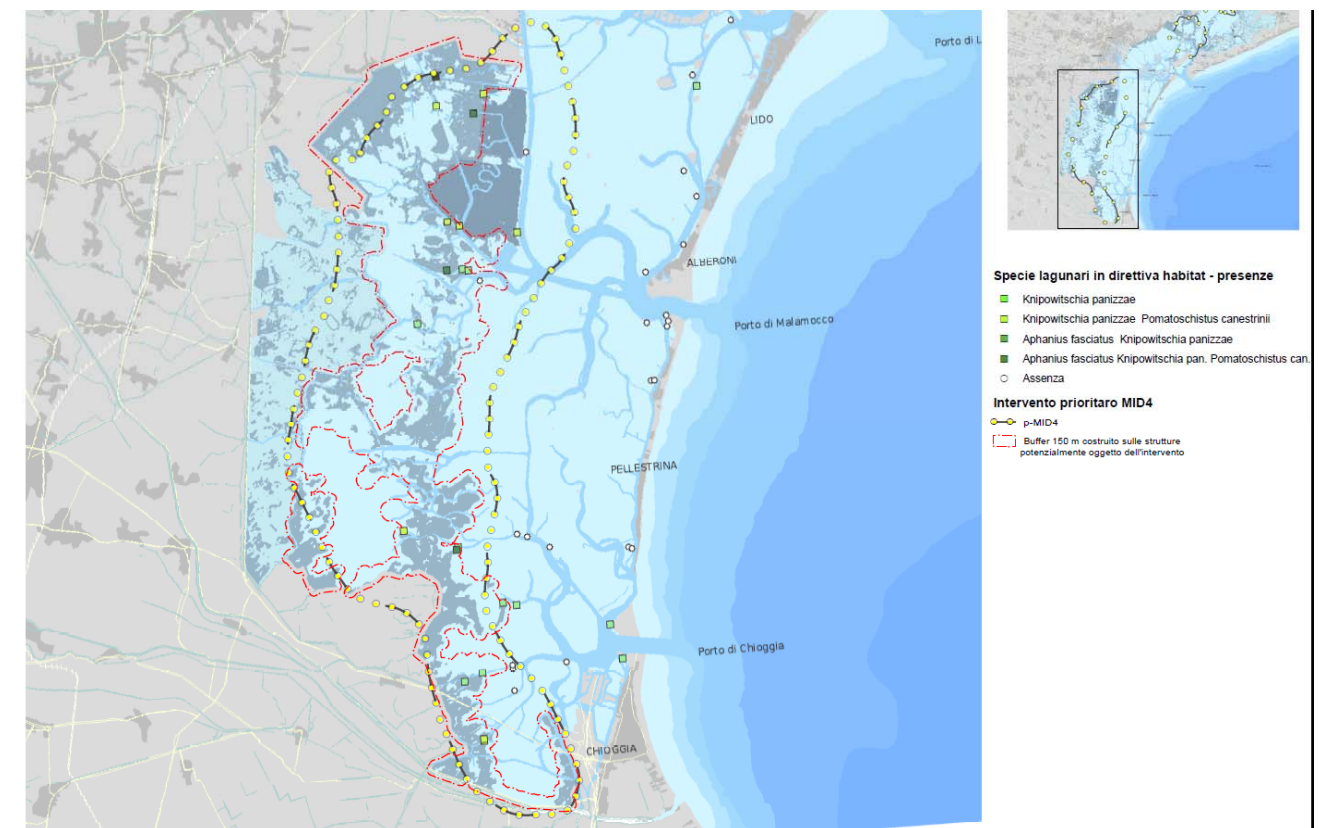 Porto di L
LIDO
ALBERONI
Porto di Malamocco
PELLESTRINA
Porto di Chioggia
CHIOGGIA
Specie lagunari in direttiva habitat - presenze
Knipowitschia panizzae
Knipowitschia panizzae Pomatoschistus canestrinii
Aphanius fasciatus Knipowitschia panizzae
Aphanius fasciatus Knipowitschia pan. Pomatoschistus can.
Assenza
Intervento prioritaro MID4
p-MID4
Buffer 150 m costruito sulle strutture
potenzialmente oggetto dell'intervento